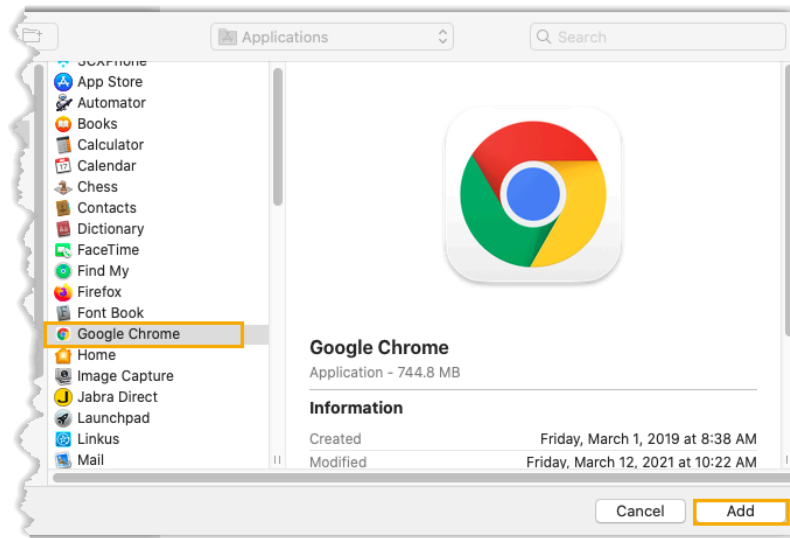 Applications
Search
SCXPhone
App Store
Automator
Books
Calculator
Calendar
17
Chess
Contacts
Dictionary
FaceTime
Find My
Firefox
Font Book
Google Chrome
Home
Image Capture
Jabra Direct
Launchpad
Linkus
Mail
Google Chrome
Application - 744.8 MB
Information
Created Friday, March 1, 2019 at 8:38 AM
Modified Friday, March 12, 2021 at 10:22 AM
Cancel Add